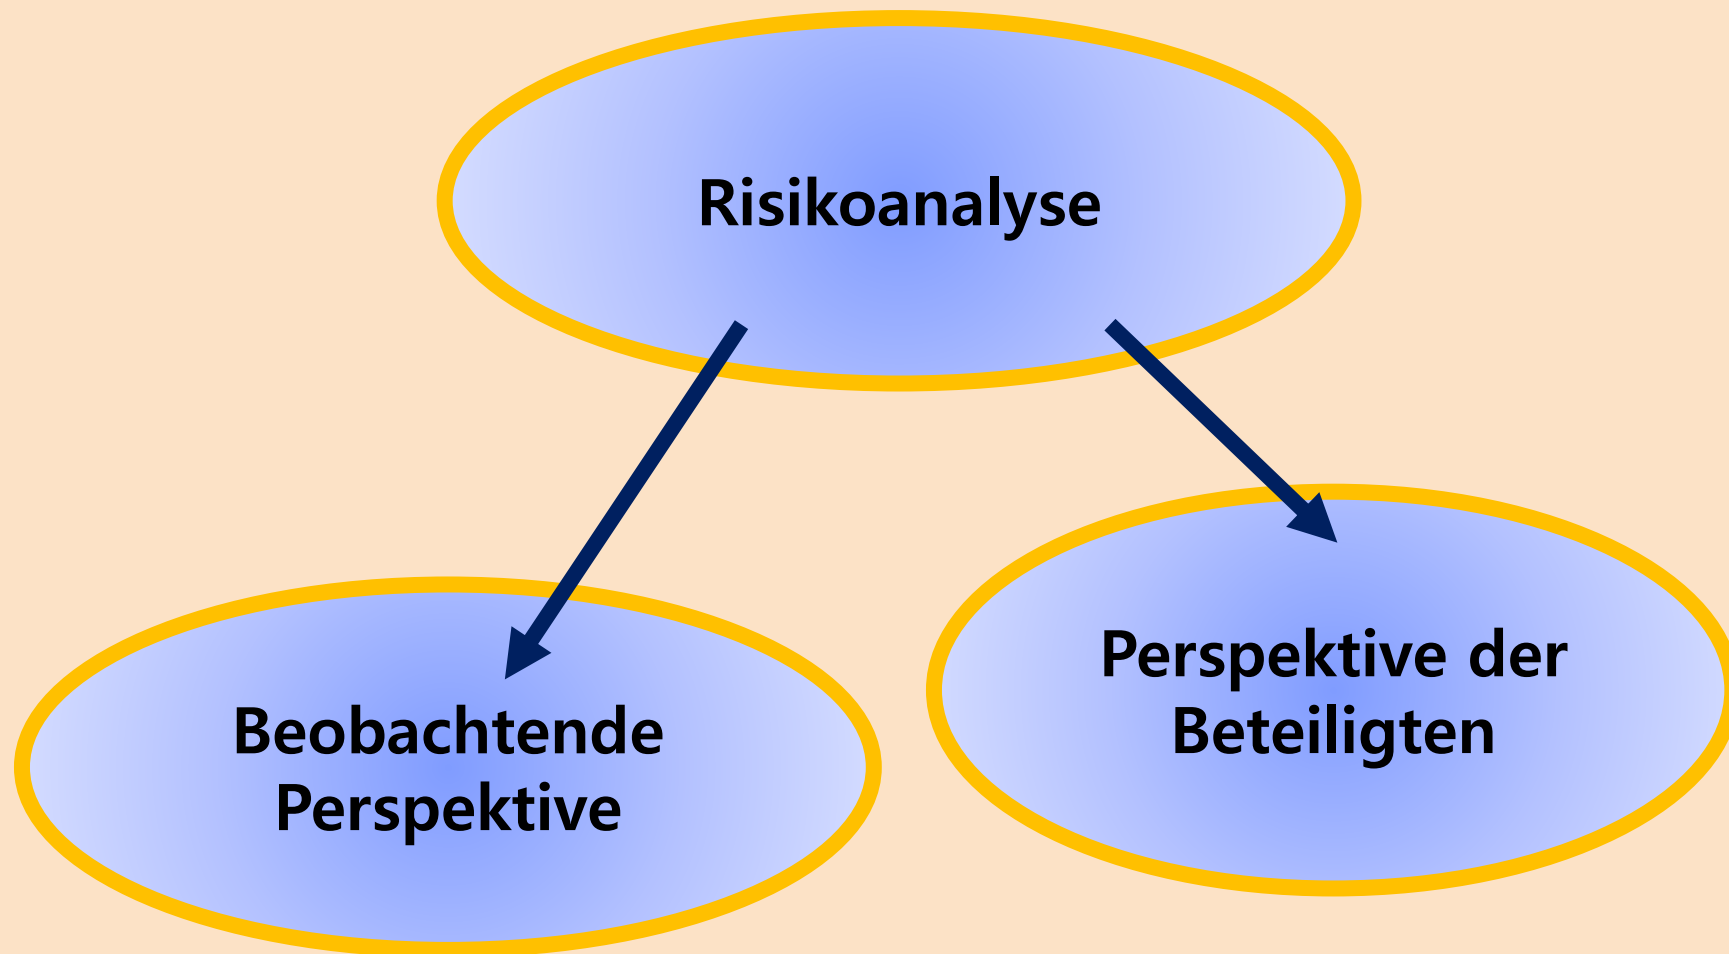 Risikoanalyse
Beobachtende
Perspektive
Perspektive der
Beteiligten